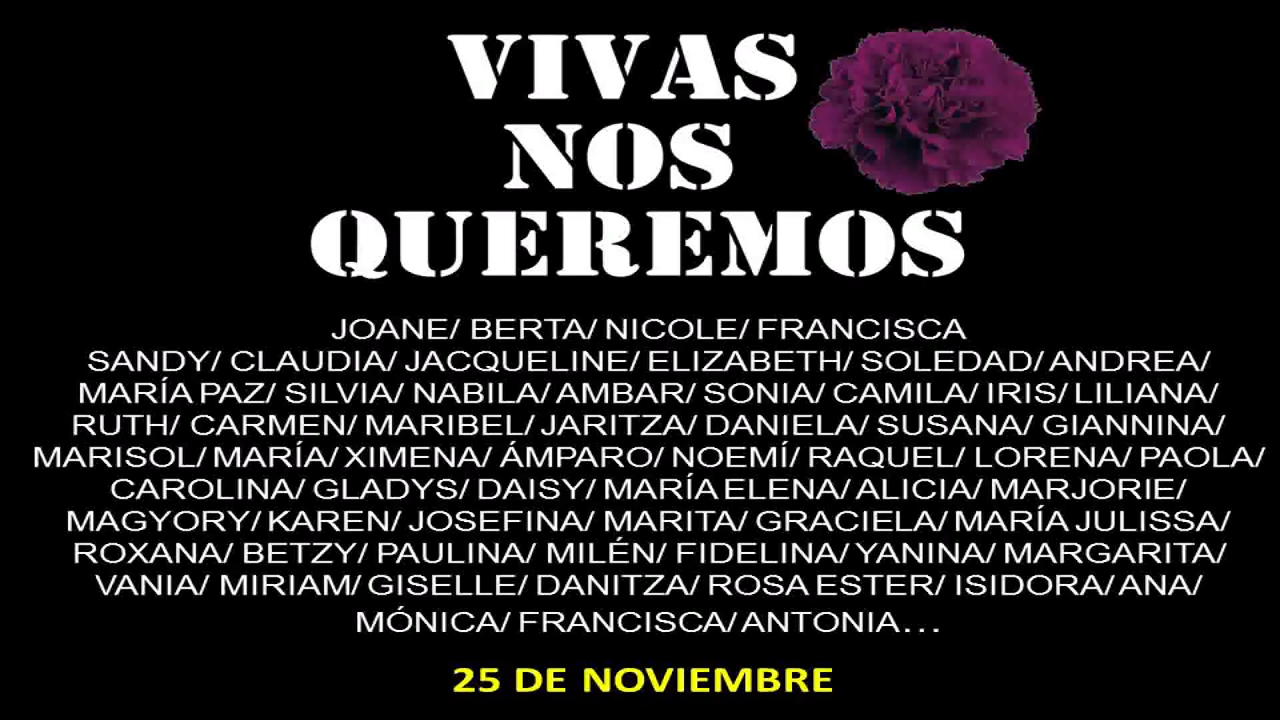 VIVAS
NOS
QUEREMOS
JOANE/ BERTA/ NICOLE/ FRANCISCA
SANDY/ CLAUDIA/ JACQUELINE/ ELIZABETH/ SOLEDAD/ ANDREA/
MARÍA PAZ/ SILVIA/ NABILA/ AMBAR/ SONIA/ CAMILA/ IRIS/ LILIANA/
RUTH/ CARMEN/ MARIBEL/ JARITZA/ DANIELA/ SUSANA/ GIANNINA/
MARISOL/ MARÍA/ XIMENA/ ÁMPARO/ NOEMÍ/ RAQUEL/ LORENA/ PAOLA/
CAROLINA/ GLADYS/ DAISY/ MARÍA ELENA/ ALICIA/ MARJORIE/
MAGYORY/ KAREN/ JOSEFINA/ MARITA/ GRACIELA/ MARÍA JULISSA/
ROXANA/ BETZY/ PAULINA/ MILÉN/ FIDELINA/ YANINA/ MARGARITA/
VANIA/ MIRIAM/ GISELLE/ DANITZA/ ROSA ESTER/ ISIDORA/ ANA/
MÓNICA/ FRANCISCA/ ANTONIA...
25 DE NOVIEMBRE